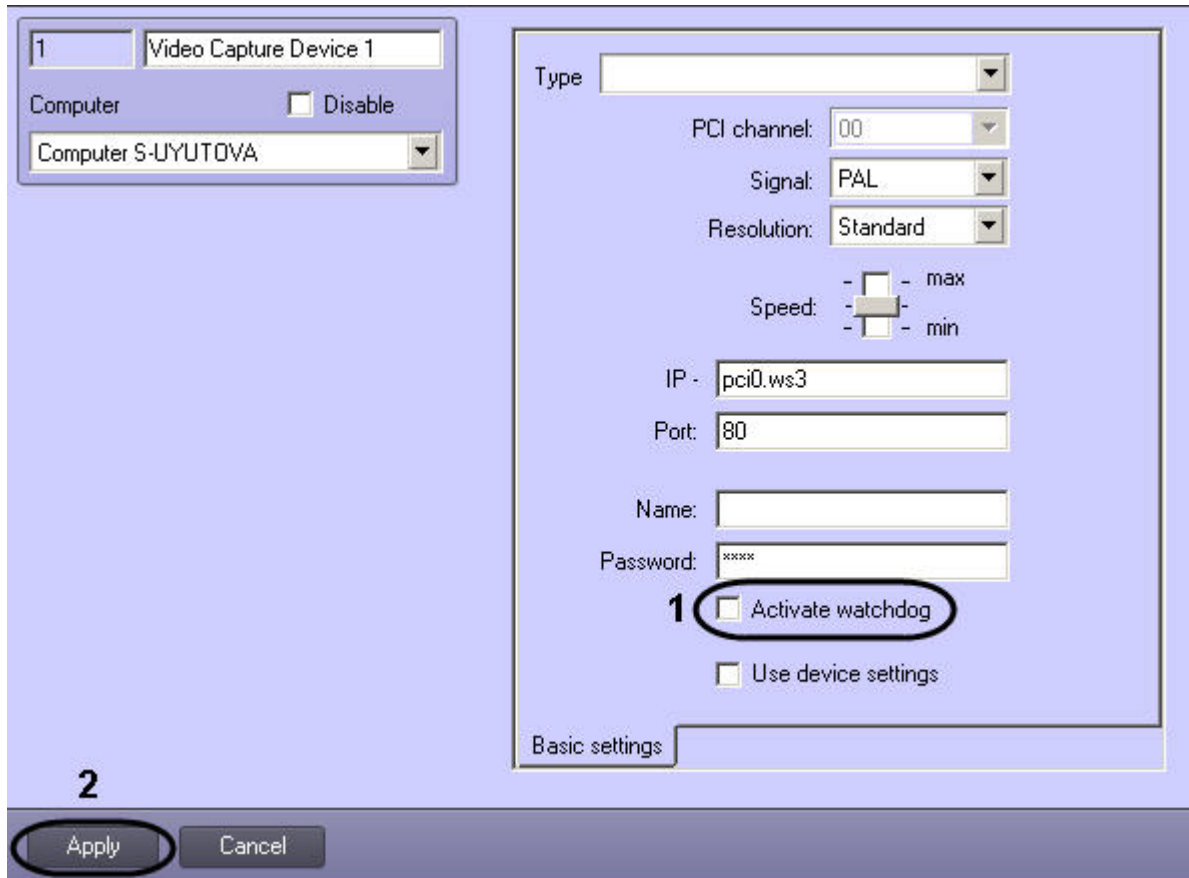 1 Video Capture Device 1
Computer Disable
Computer S-UYUTOVA
Type
PCI channel: 00
Signal: PAL
Resolution: Standard
max
Speed:
min
IP - pci0.ws3
Port: 80
Name:
Password: ****
1 Activate watchdog
Use device settings
Basic settings
2
Apply Cancel